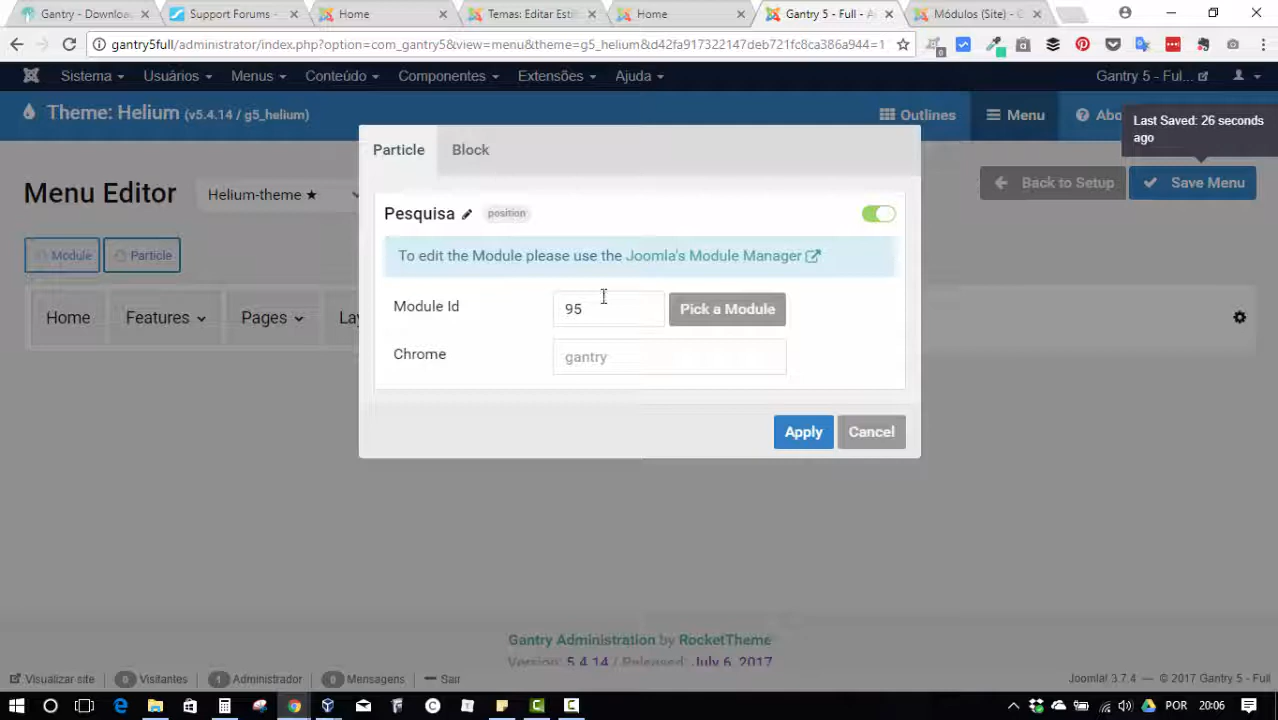 Gantry - Downloa
Support Forums -
Home
Temas: Editar Esti
Home
Gantry 5 - Full - A
Módulos (Site) - G
gantry5full/administrator/index.php?option=com_gantry5&view=menu&theme=g5_helium&d42fa917322147deb721fc8ca386a944=1
Sistema Usuários Menus Conteúdo Componentes Extensões Ajuda Gantry 5 - Ful...
Theme: Helium (v5.4.14 / g5_helium) Outlines Menu Abo
Last Saved: 26 seconds
ago
Particle Block
Menu Editor Helium-theme ★ Back to Setup Save Menu
Pesquisa position
Module Particle
To edit the Module please use the Joomla's Module Manager
Module Id 95 Pick a Module
Home Features Pages Lay
Chrome gantry
Apply Cancel
Gantry Administration by RocketTheme
Version: 5.4.14 / Released: July 6, 2017
Visualizar site 0 Visitantes 1 Administrador 0 Mensagens Sair Joomla! 3.7.4 — © 2017 Gantry 5 - Full
POR 20:06